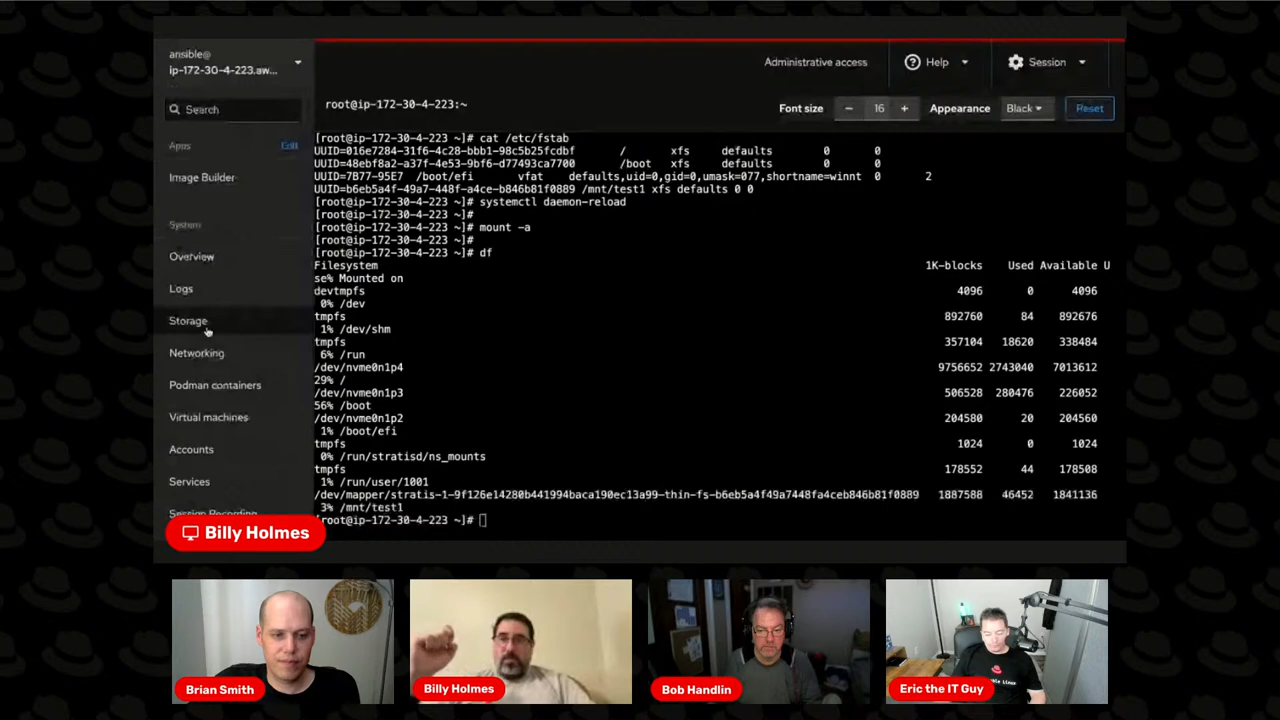 ansible@
ip-172-30-4-223.aw...
Administrative access
Help
Session
Search
root@ip-172-30-4-223:~
Font size
16
Appearance
Black
Reset
Apps
Edit
Image Builder
System
Overview
Logs
Storage
Networking
Podman containers
Virtual machines
Accounts
Services
Session Recording
[root@ip-172-30-4-223 ~]# cat /etc/fstab
UUID=016e7284-31f6-4c28-bbb1-98c5b25fcdbf / xfs defaults 0 0
UUID=48ebf8a2-a37f-4e53-9bf6-d77493ca7700 /boot xfs defaults 0 0
UUID=7B77-95E7 /boot/efi vfat defaults,uid=0,gid=0,umask=077,shortname=winnt 0 2
UUID=b6eb5a4f-49a7-448f-a4ce-b846b81f0889 /mnt/test1 xfs defaults 0 0
[root@ip-172-30-4-223 ~]# systemctl daemon-reload
[root@ip-172-30-4-223 ~]#
[root@ip-172-30-4-223 ~]# mount -a
[root@ip-172-30-4-223 ~]#
[root@ip-172-30-4-223 ~]# df
Filesystem 1K-blocks Used Available U
se% Mounted on
devtmpfs 4096 0 4096
0% /dev
tmpfs 892760 84 892676
1% /dev/shm
tmpfs 357104 18620 338484
6% /run
/dev/nvme0n1p4 9756652 2743040 7013612
29% /
/dev/nvme0n1p3 506528 280476 226052
56% /boot
/dev/nvme0n1p2 204580 20 204560
1% /boot/efi
tmpfs 1024 0 1024
0% /run/stratisd/ns_mounts
tmpfs 178552 44 178508
1% /run/user/1001
/dev/mapper/stratis-1-9f126e14280b441994baca190ec13a99-thin-fs-b6eb5a4f49a7448fa4ceb846b81f0889 1887588 46452 1841136
3% /mnt/test1
[root@ip-172-30-4-223 ~]#
Billy Holmes
Brian Smith
Billy Holmes
Bob Handlin
Eric the IT Guy